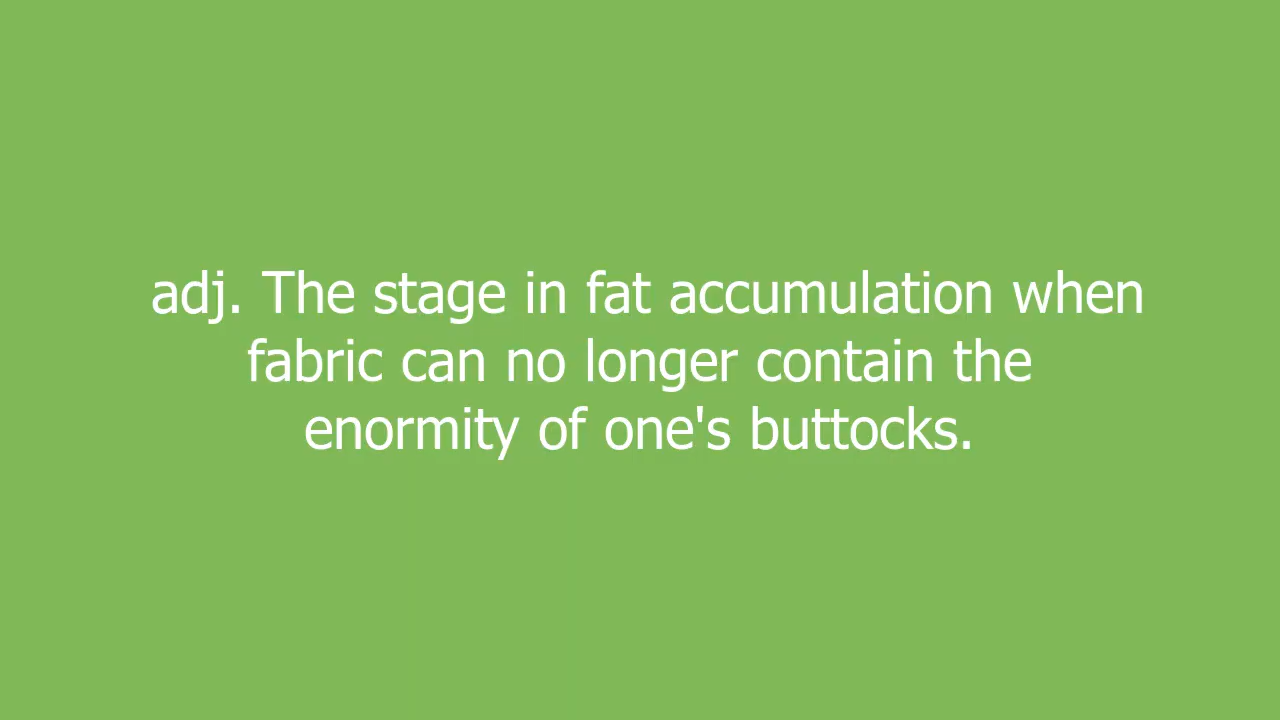 adj. The stage in fat accumulation when
fabric can no longer contain the
enormity of one's buttocks.